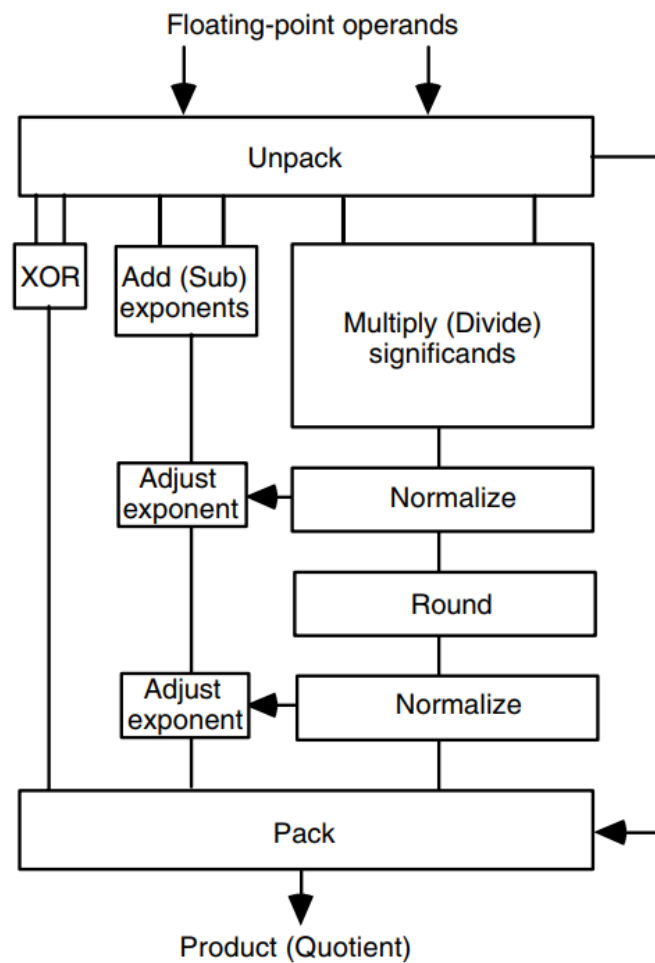 Floating-point operands
Unpack
XOR
Add (Sub)
exponents
Multiply (Divide)
significands
Adjust
exponent
Normalize
Round
Adjust
exponent
Normalize
Pack
Product (Quotient)